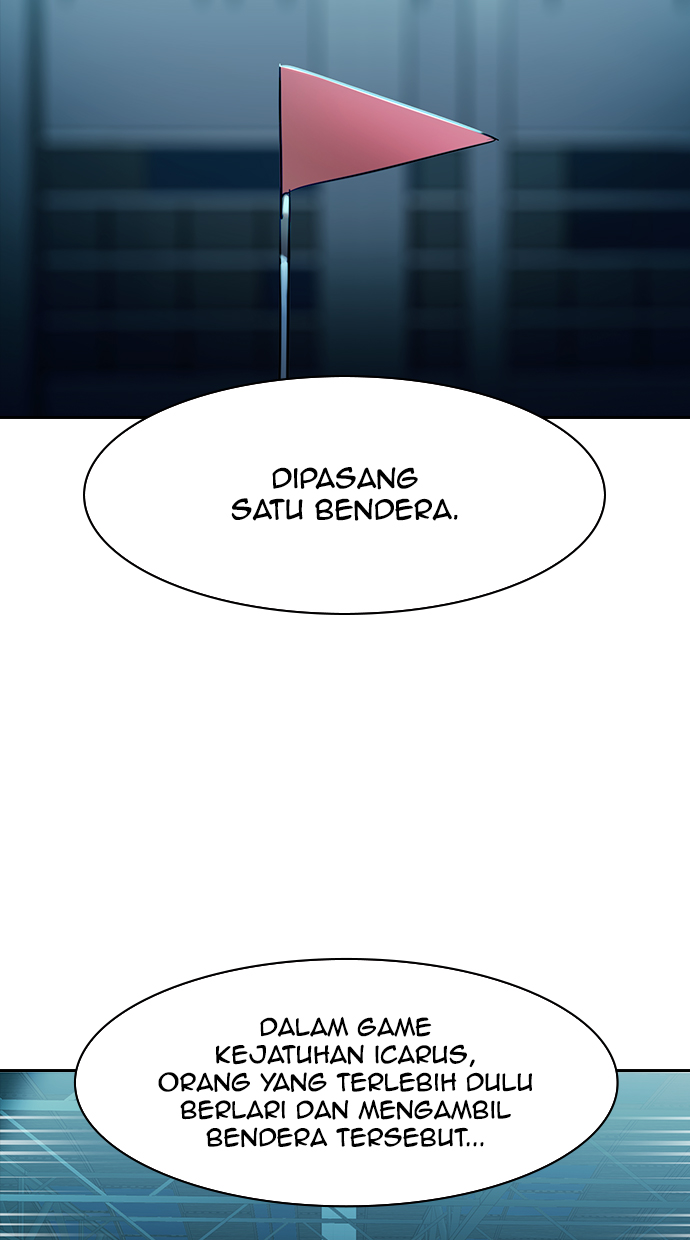 DIPASANG
SATU BENDERA.
DALAM GAME
KEJATUHAN ICARUS,
ORANG YANG TERLEBIH DULU
BERLARI DAN MENGAMBIL
BENDERA TERSEBUT...